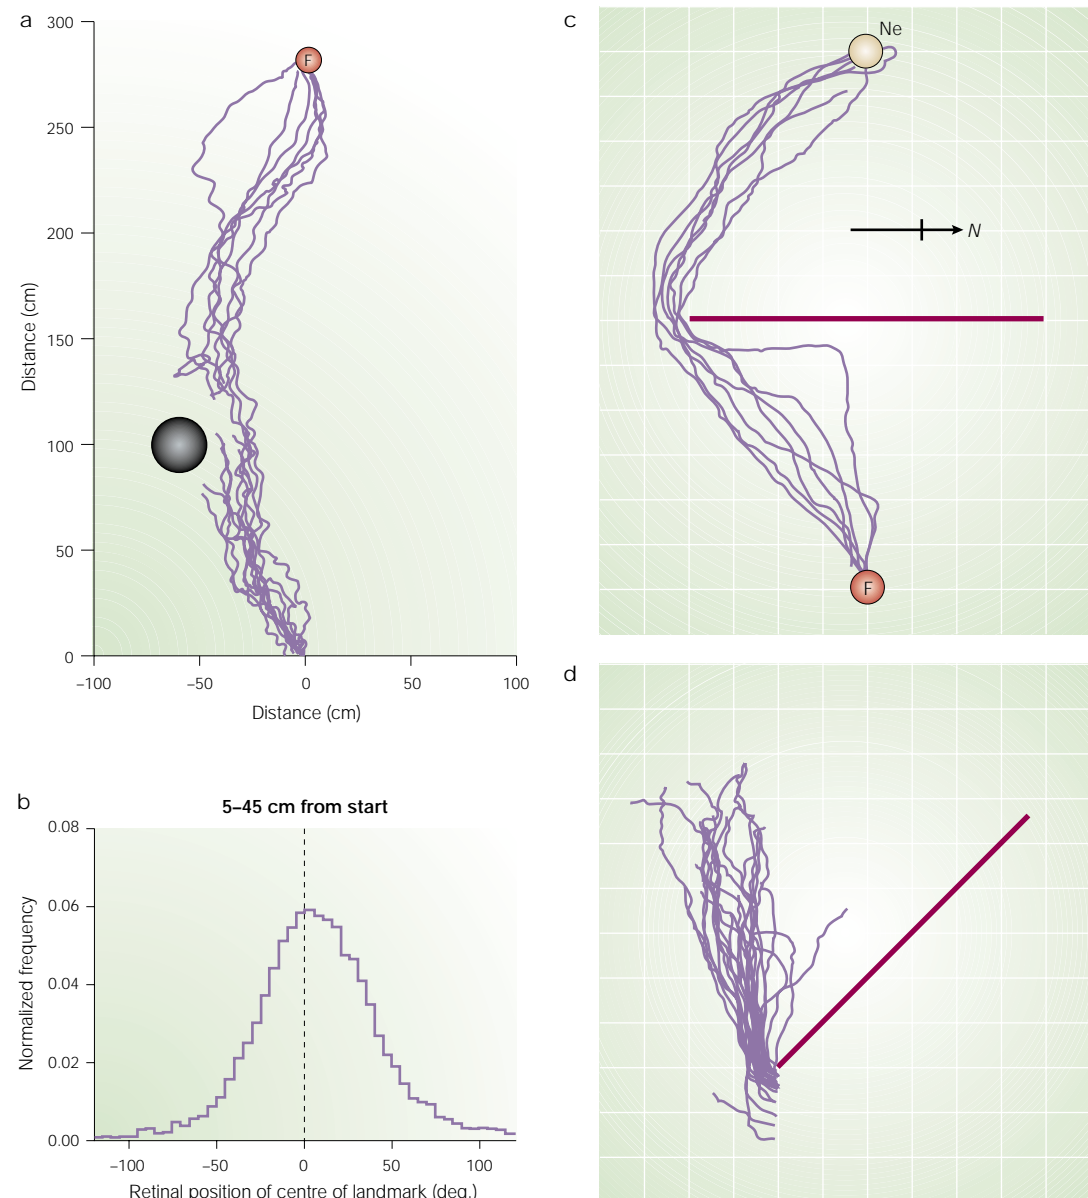 a
300
250
200
150
100
50
0
–100
–50
0
50
100
Distance (cm)
Distance (cm)
F
b
5–45 cm from start
0.08
0.06
0.04
0.02
0.00
Normalized frequency
–100
–50
0
50
100
Retinal position of centre of landmark (deg.)
c
Ne
N
F
d